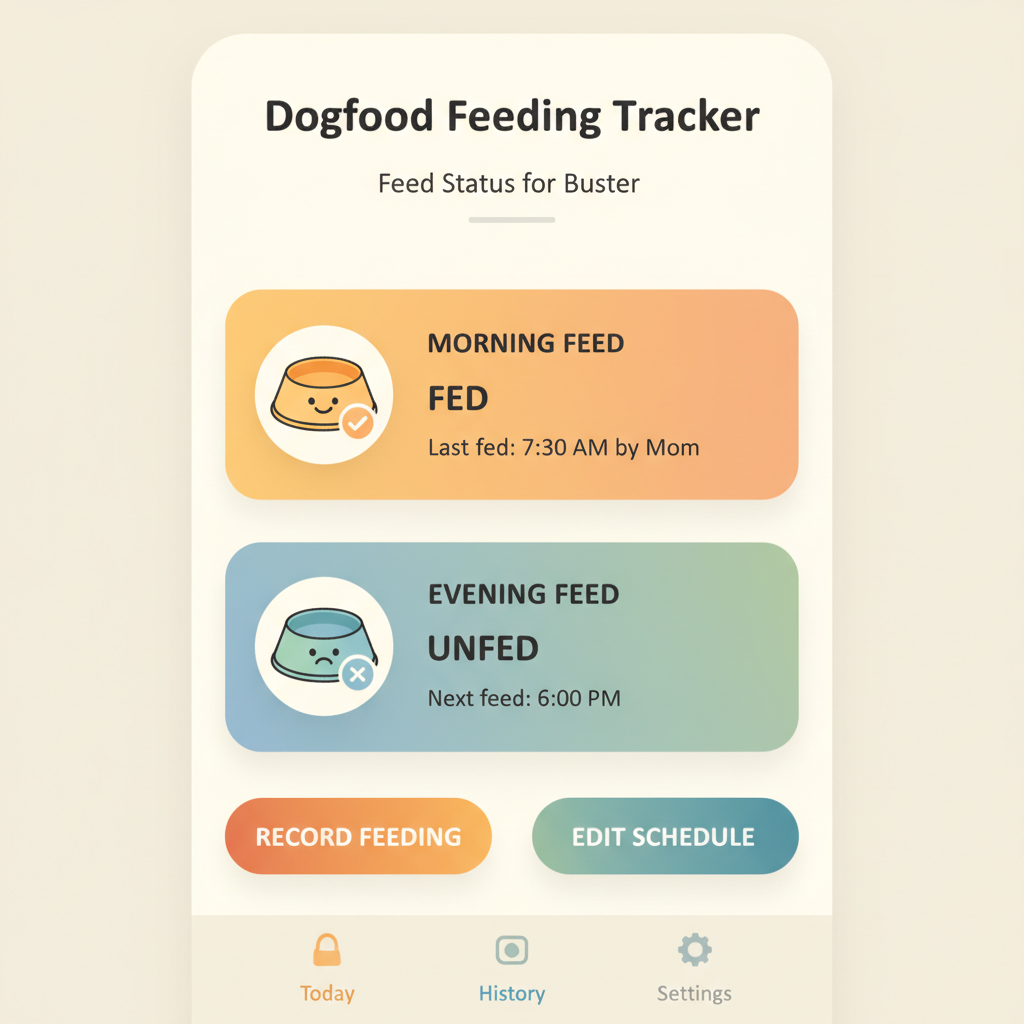 Dogfood Feeding Tracker
Feed Status for Buster
MORNING FEED
FED
Last fed: 7:30 AM by Mom
EVENING FEED
UNFED
Next feed: 6:00 PM
RECORD FEEDING
EDIT SCHEDULE
Today
History
Settings